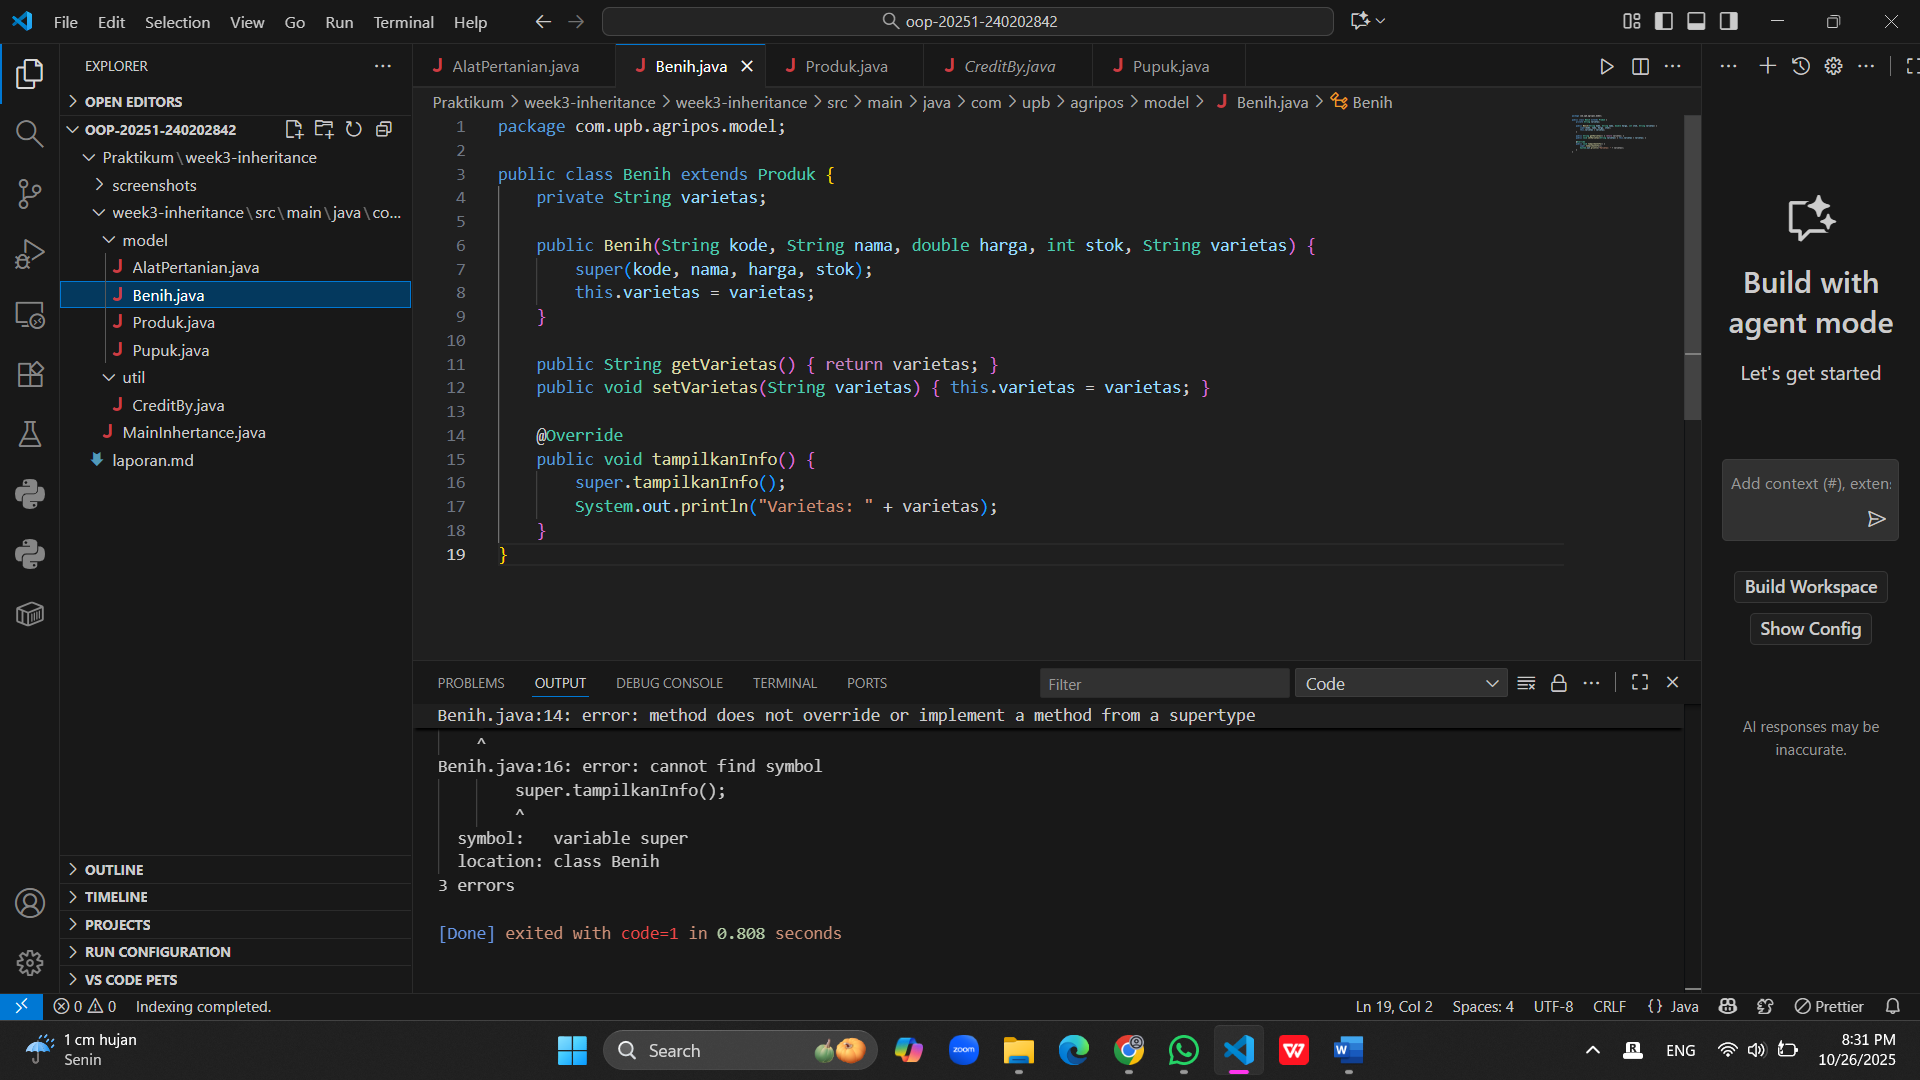 File Edit Selection View Go Run Terminal Help
oop-20251-240202842
EXPLORER
OPEN EDITORS
OOP-20251-240202842
Praktikum\week3-inheritance
screenshots
week3-inheritance\src\main\java\co...
model
AlatPertanian.java
Benih.java
Produk.java
Pupuk.java
util
CreditBy.java
MainInhertance.java
laporan.md
OUTLINE
TIMELINE
PROJECTS
RUN CONFIGURATION
VS CODE PETS
AlatPertanian.java Benih.java Produk.java CreditBy.java Pupuk.java
Praktikum > week3-inheritance > week3-inheritance > src > main > java > com > upb > agripos > model > Benih.java > Benih
1 package com.upb.agripos.model;
2
3 public class Benih extends Produk {
4 private String varietas;
5
6 public Benih(String kode, String nama, double harga, int stok, String varietas) {
7 super(kode, nama, harga, stok);
8 this.varietas = varietas;
9 }
10
11 public String getVarietas() { return varietas; }
12 public void setVarietas(String varietas) { this.varietas = varietas; }
13
14 @Override
15 public void tampilkanInfo() {
16 super.tampilkanInfo();
17 System.out.println("Varietas: " + varietas);
18 }
19 }
PROBLEMS OUTPUT DEBUG CONSOLE TERMINAL PORTS
Filter
Code
Benih.java:14: error: method does not override or implement a method from a supertype
^
Benih.java:16: error: cannot find symbol
super.tampilkanInfo();
^
symbol: variable super
location: class Benih
3 errors
[Done] exited with code=1 in 0.808 seconds
Build with
agent mode
Let's get started
Add context (#), exten
Build Workspace
Show Config
AI responses may be
inaccurate.
0 0 Indexing completed.
Ln 19, Col 2 Spaces: 4 UTF-8 CRLF {} Java Prettier
1 cm hujan
Senin
Search
zoom
ENG
8:31 PM
10/26/2025